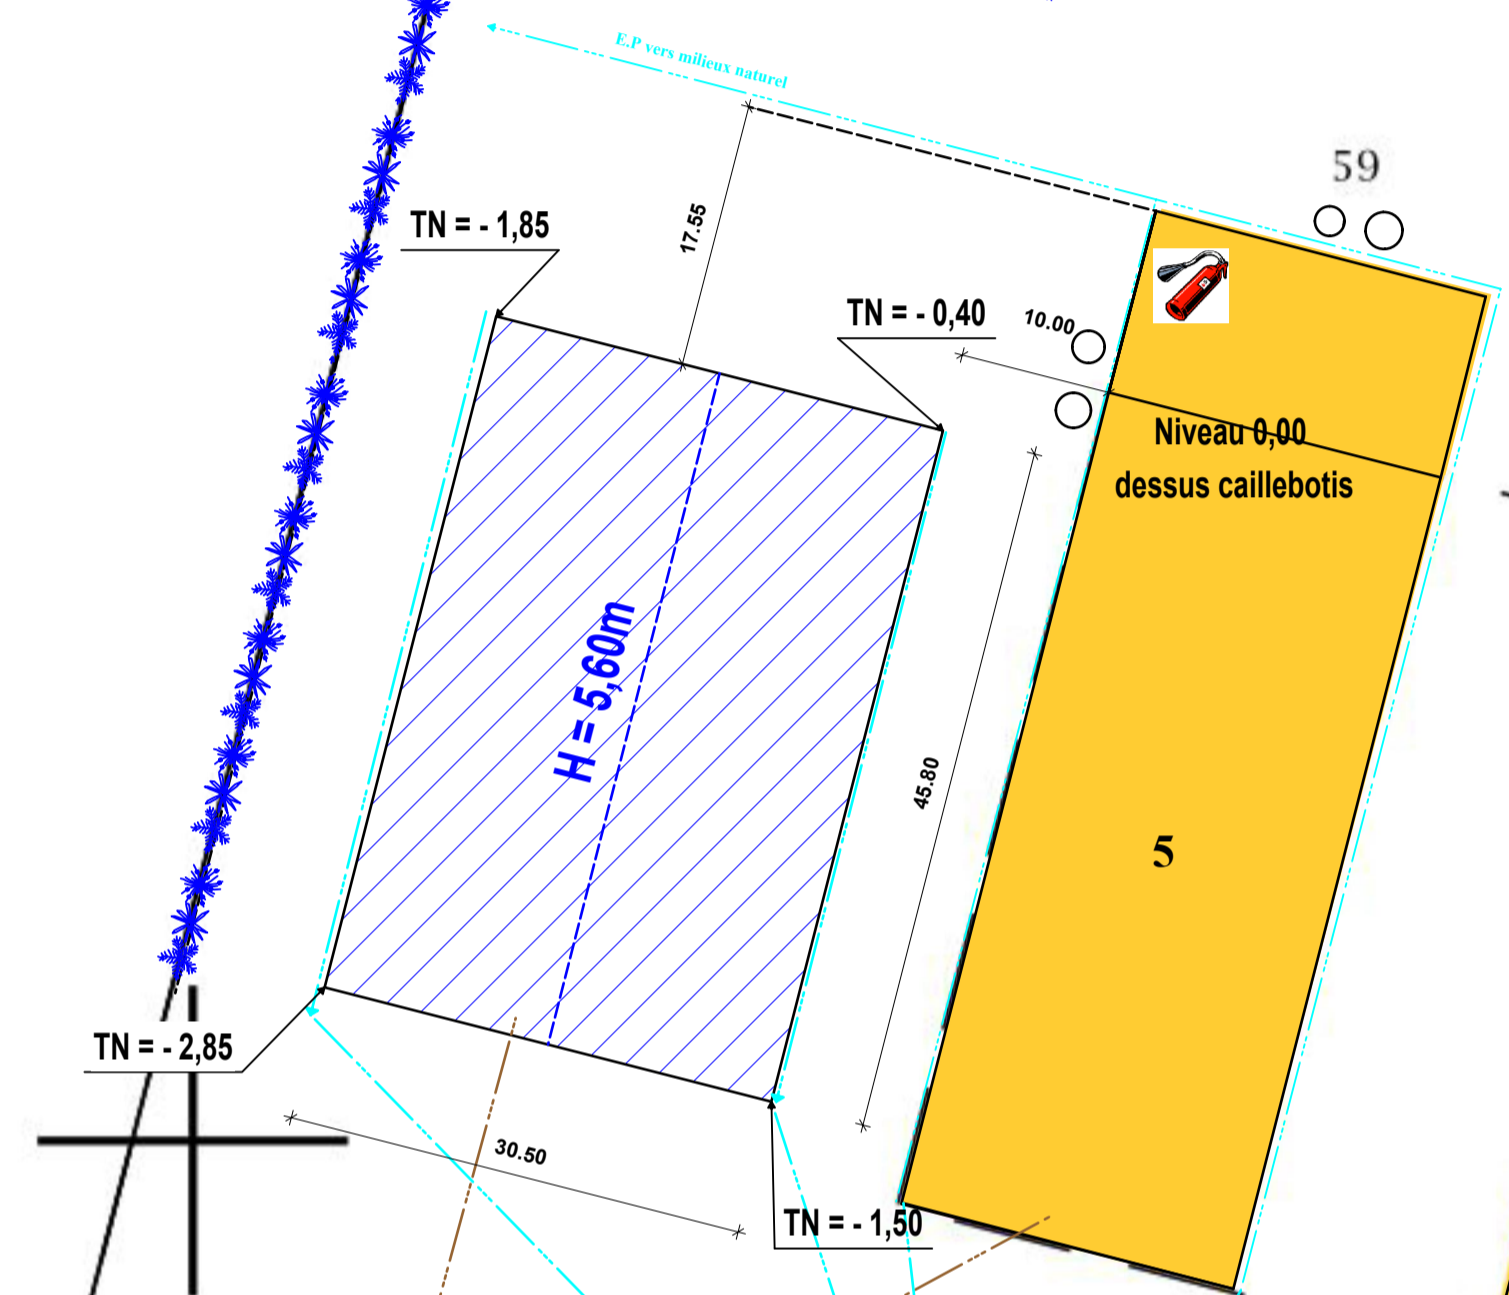 E.P vers milieux naturel
59
17.55
TN = - 1,85
TN = - 0,40
10.00
Niveau 0,00
dessus caillebotis
H = 5,60m
45.80
5
TN = - 2,85
30.50
TN = - 1,50